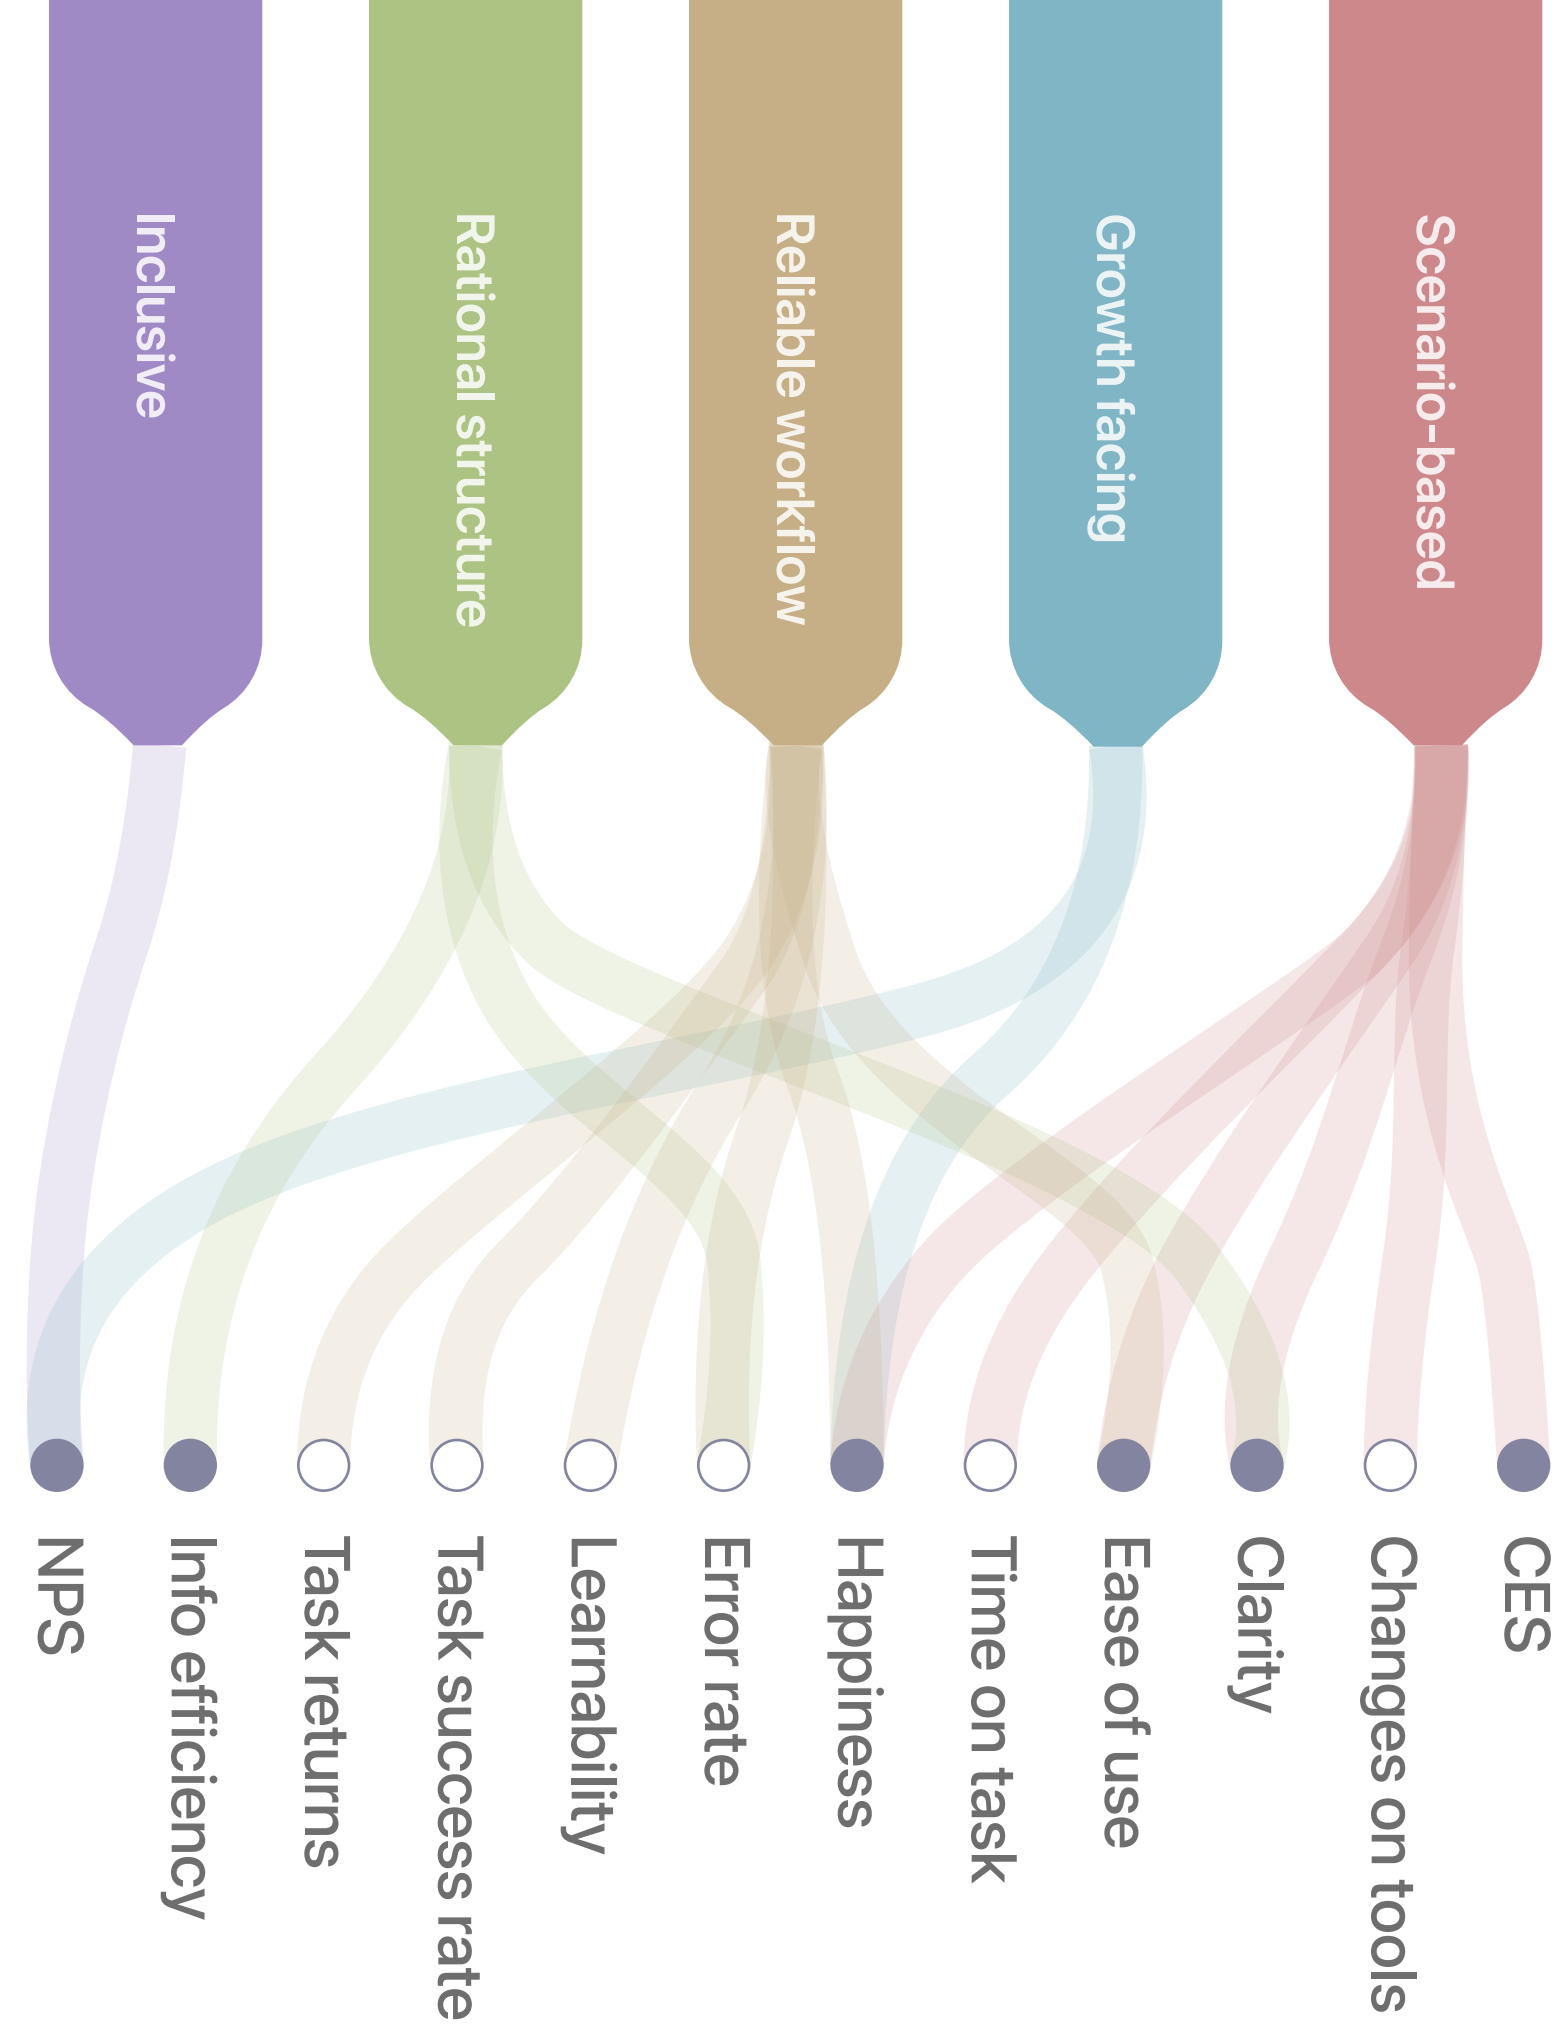 Inclusive
Rational structure
Reliable workflow
Growth facing
Scenario-based
NPS
Info efficiency
Task returns
Task success rate
Learnability
Error rate
Happiness
Time on task
Ease of use
Clarity
Changes on tools
CES